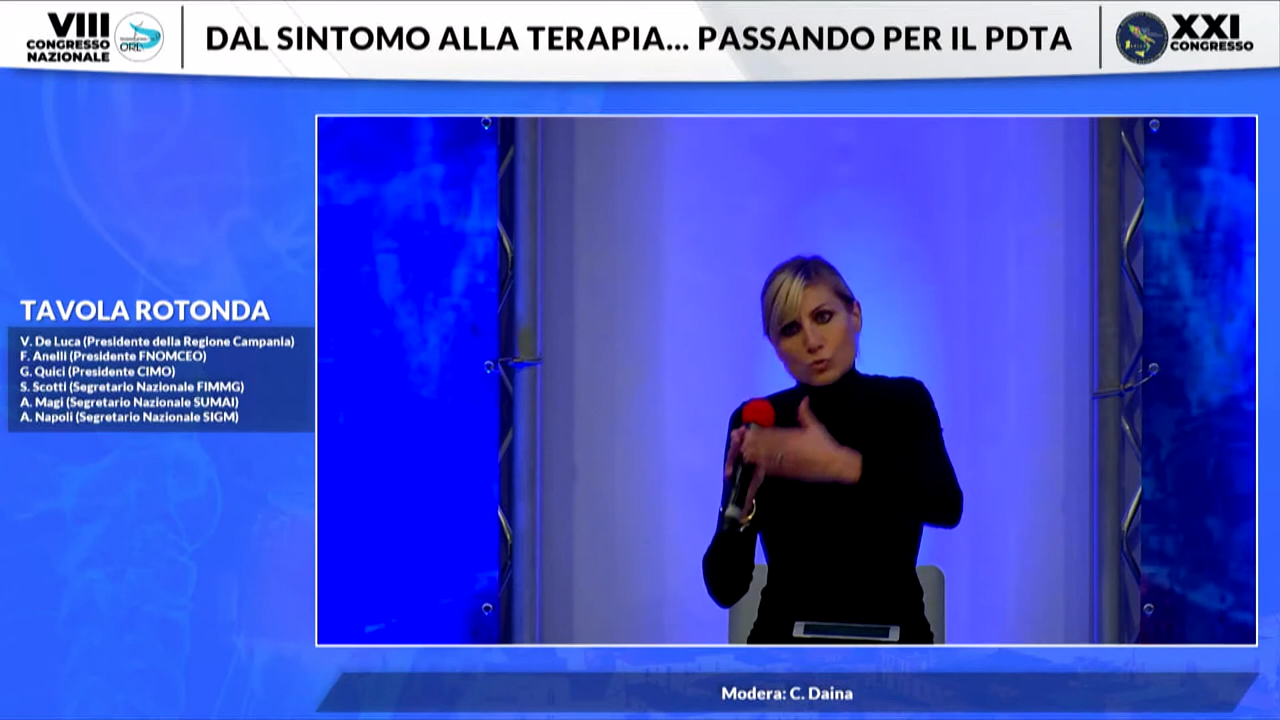 VIII
CONGRESSO
NAZIONALE
ORL
DAL SINTOMO ALLA TERAPIA... PASSANDO PER IL PDTA
XXI
CONGRESSO
TAVOLA ROTONDA
V. De Luca (Presidente della Regione Campania)
F. Anelli (Presidente FNOMCEO)
G. Quici (Presidente CIMO)
S. Scotti (Segretario Nazionale FIMMG)
A. Magi (Segretario Nazionale SUMAI)
A. Napoli (Segretario Nazionale SIGM)
Modera: C. Daina